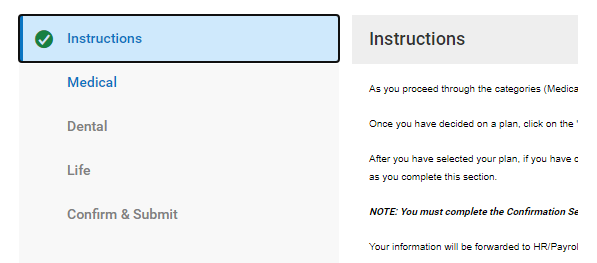 Instructions
Medical
Dental
Life
Confirm & Submit
Instructions
As you proceed through the categories (Medica
Once you have decided on a plan, click on the
After you have selected your plan, if you have
as you complete this section.
NOTE: You must complete the Confirmation Se
Your information will be forwarded to HR/Payrol